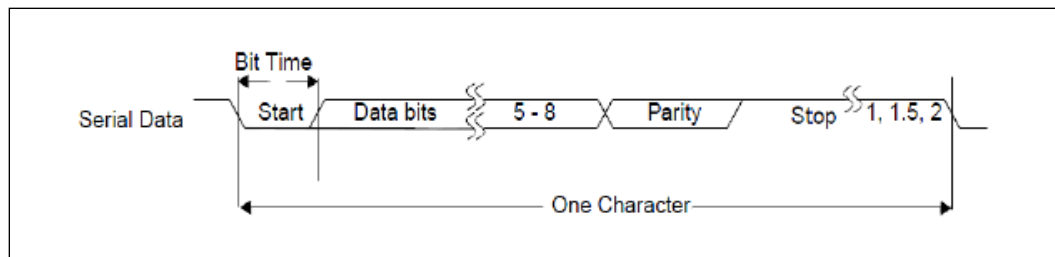 Bit Time
Serial Data Start Data bits 5 - 8 Parity Stop 1, 1.5, 2
One Character